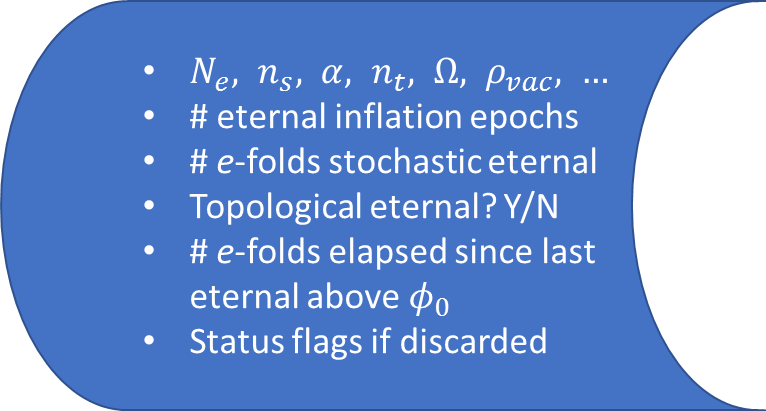 • 𝑁ₑ, 𝑛ₛ, 𝛼, 𝑛ₜ, Ω, 𝜌ᵥₐ𝑐, …
• # eternal inflation epochs
• # e-folds stochastic eternal
• Topological eternal? Y/N
• # e-folds elapsed since last
eternal above 𝜙₀
• Status flags if discarded